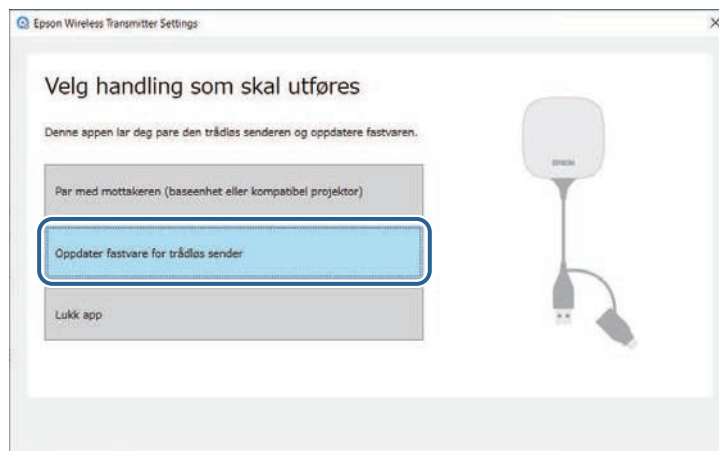 Epson Wireless Transmitter Settings
Velg handling som skal utføres
Denne appen lar deg pare den trådløs senderen og oppdatere fastvaren.
EPSON
Par med mottakeren (baseenhet eller kompatibel projektor)
Oppdater fastvare for trådløs sender
Lukk app